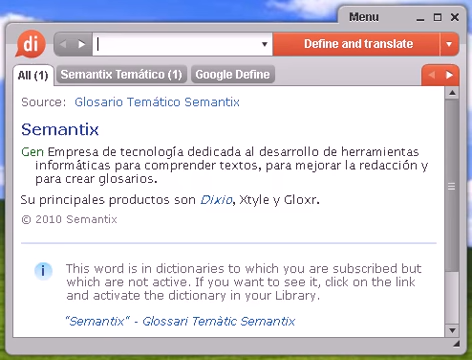 Menu
di
Define and translate
All (1)
Semantix Temático (1)
Google Define
Source: Glosario Temático Semantix
Semantix
Gen Empresa de tecnología dedicada al desarrollo de herramientas
informáticas para comprender textos, para mejorar la redacción y
para crear glosarios.
Su principales productos son Dixio, Xtyle y Gloxr.
© 2010 Semantix
i
This word is in dictionaries to which you are subscribed but
which are not active. If you want to see it, click on the link
and activate the dictionary in your Library.
"Semantix" - Glossari Temàtic Semantix